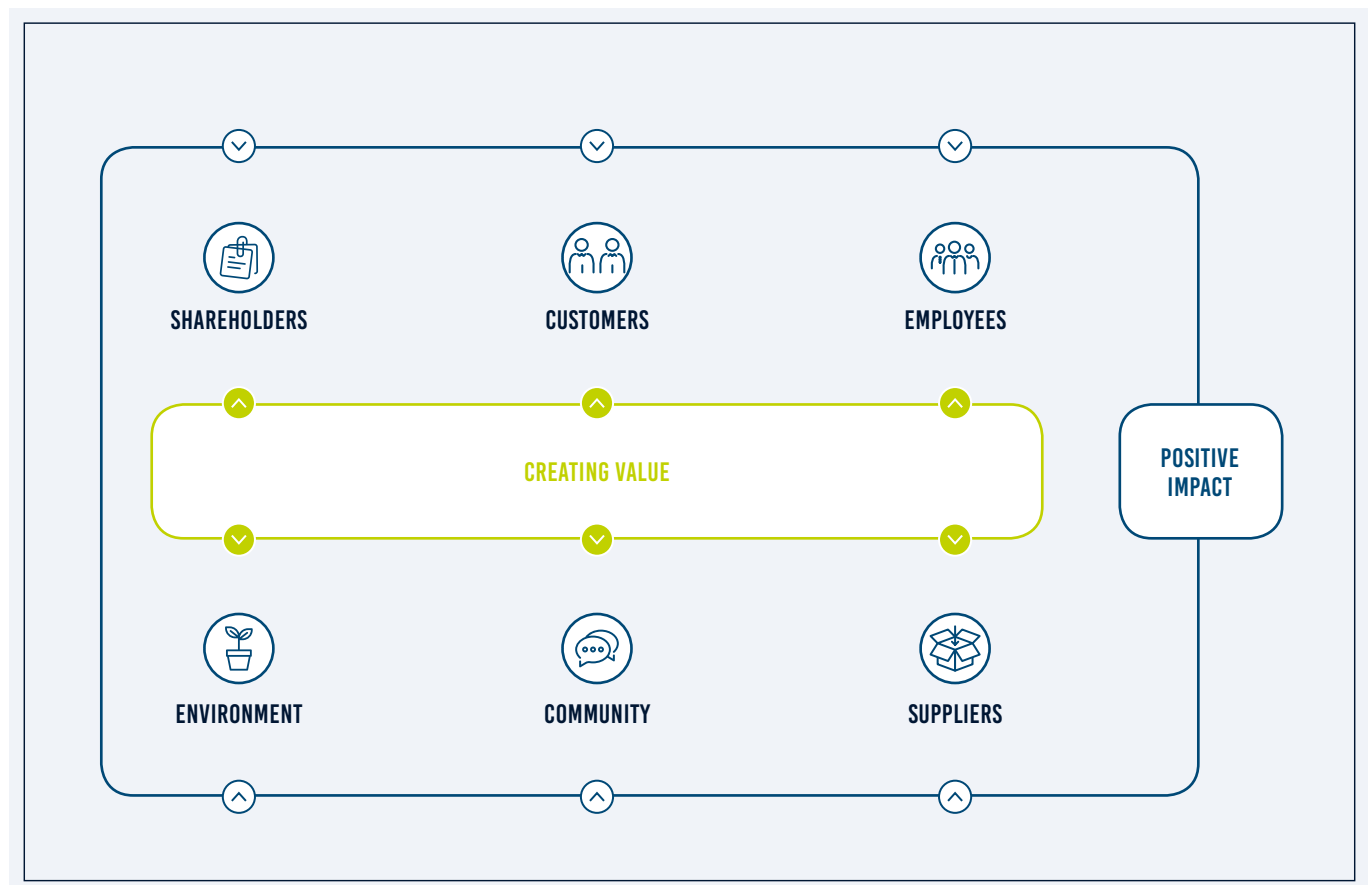 SHAREHOLDERS
CUSTOMERS
EMPLOYEES
CREATING VALUE
POSITIVE
IMPACT
ENVIRONMENT
COMMUNITY
SUPPLIERS